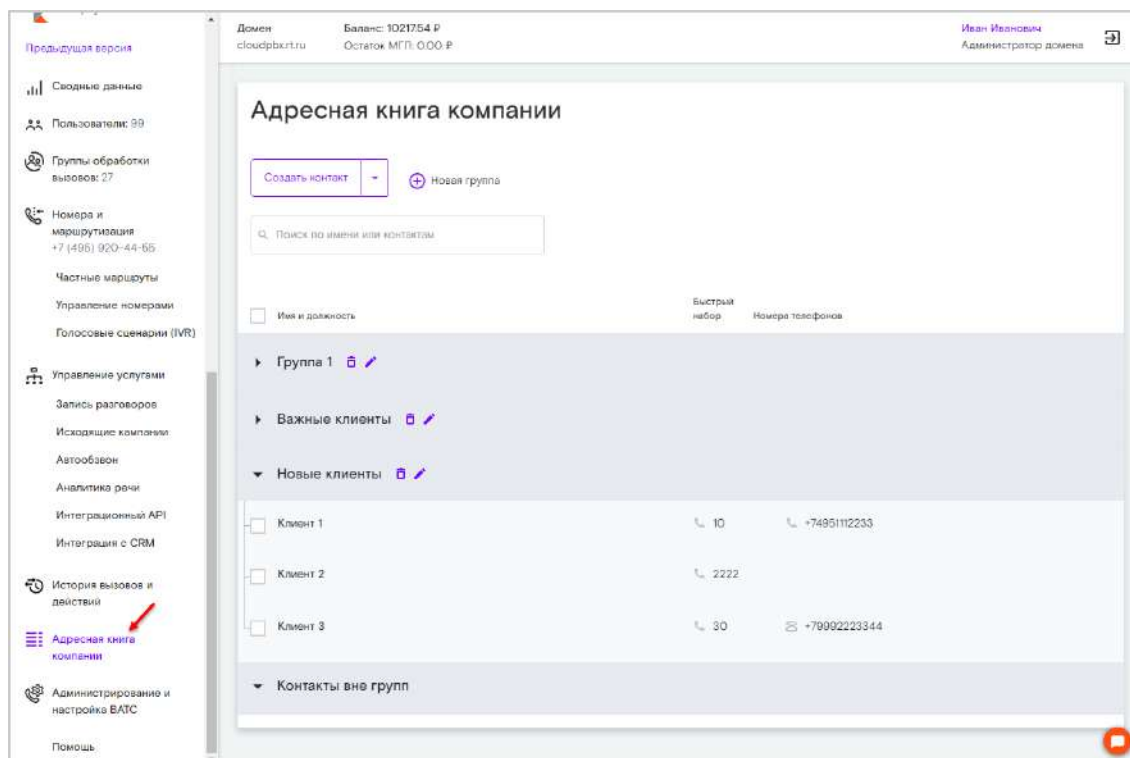 Предыдущая версия
Домен
cloudpbx.rt.ru
Баланс: 10217.54 ₽
Остаток МГП: 0.00 ₽
Иван Иванович
Администратор домена
Сводные данные
Пользователи: 99
Группы обработки
вызовов: 27
Номера и
маршрутизация
+7 (495) 920-44-55
Частные маршруты
Управление номерами
Голосовые сценарии (IVR)
Управление услугами
Запись разговоров
Исходящие кампании
Автообзвон
Аналитика речи
Интеграционный API
Интеграция с CRM
История вызовов и
действий
Адресная книга
компании
Администрирование и
настройка ВАТС
Помощь
Адресная книга компании
Создать контакт
Новая группа
Поиск по имени или контактам
Имя и должность
Быстрый
набор
Номера телефонов
Группа 1
Важные клиенты
Новые клиенты
Клиент 1
10
+74951112233
Клиент 2
2222
Клиент 3
30
+79992223344
Контакты вне групп